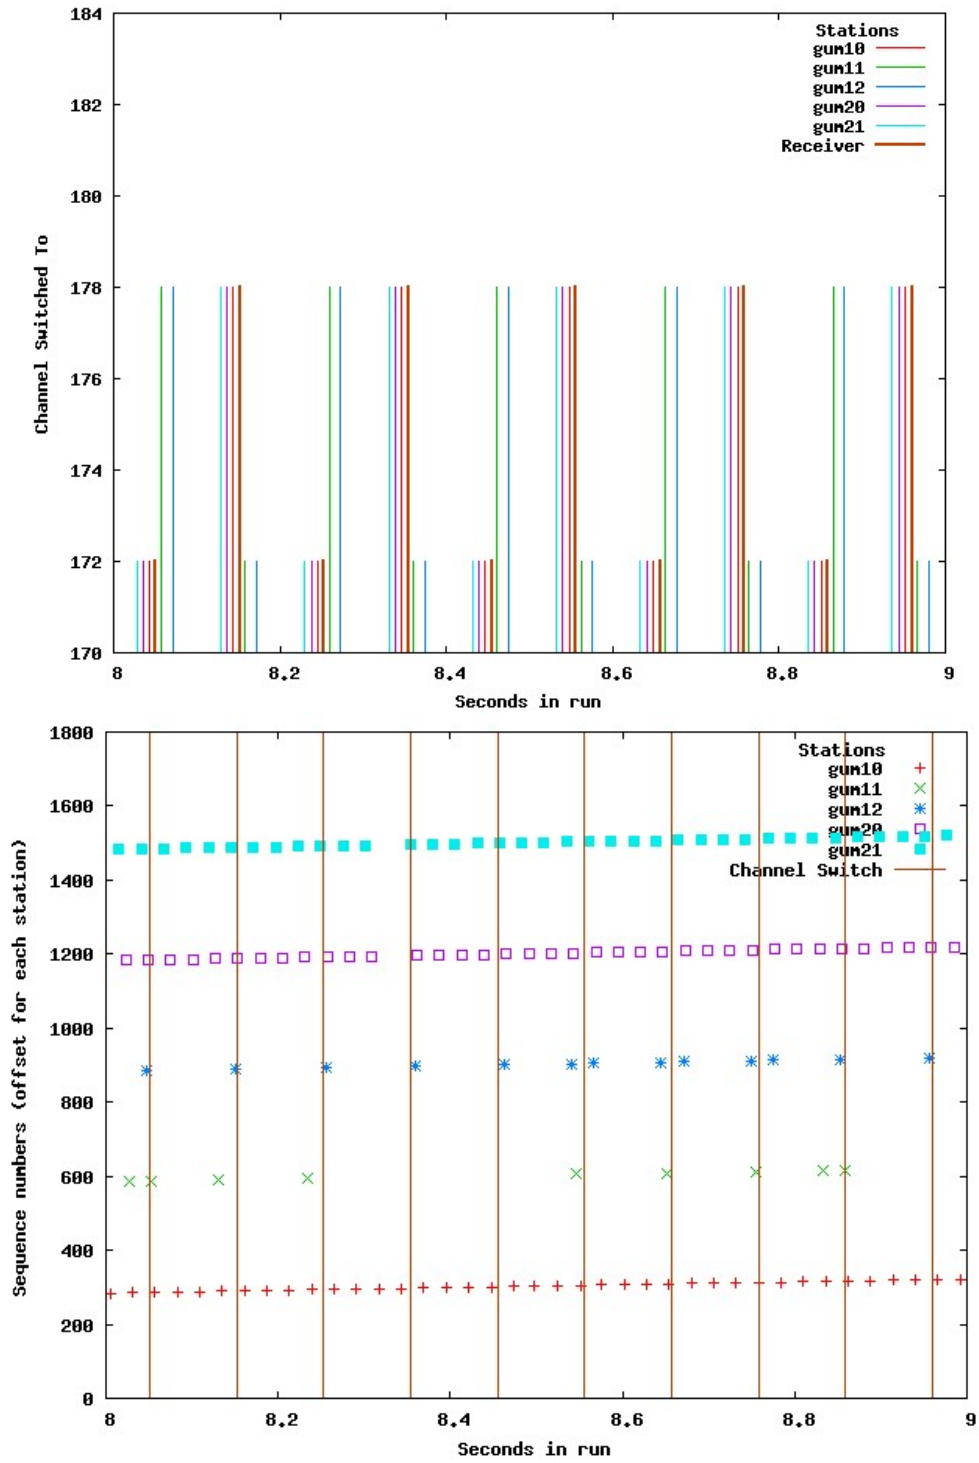 184
182
180
178
176
174
172
170
Channel Switched To
Stations
gum10
gum11
gum12
gum20
gum21
Receiver
8
8.2
8.4
8.6
8.8
9
Seconds in run
1800
1600
1400
1200
1000
800
600
400
200
0
Sequence numbers (offset for each station)
Stations
gum10
gum11
gum12
gum20
gum21
Channel Switch
8
8.2
8.4
8.6
8.8
9
Seconds in run